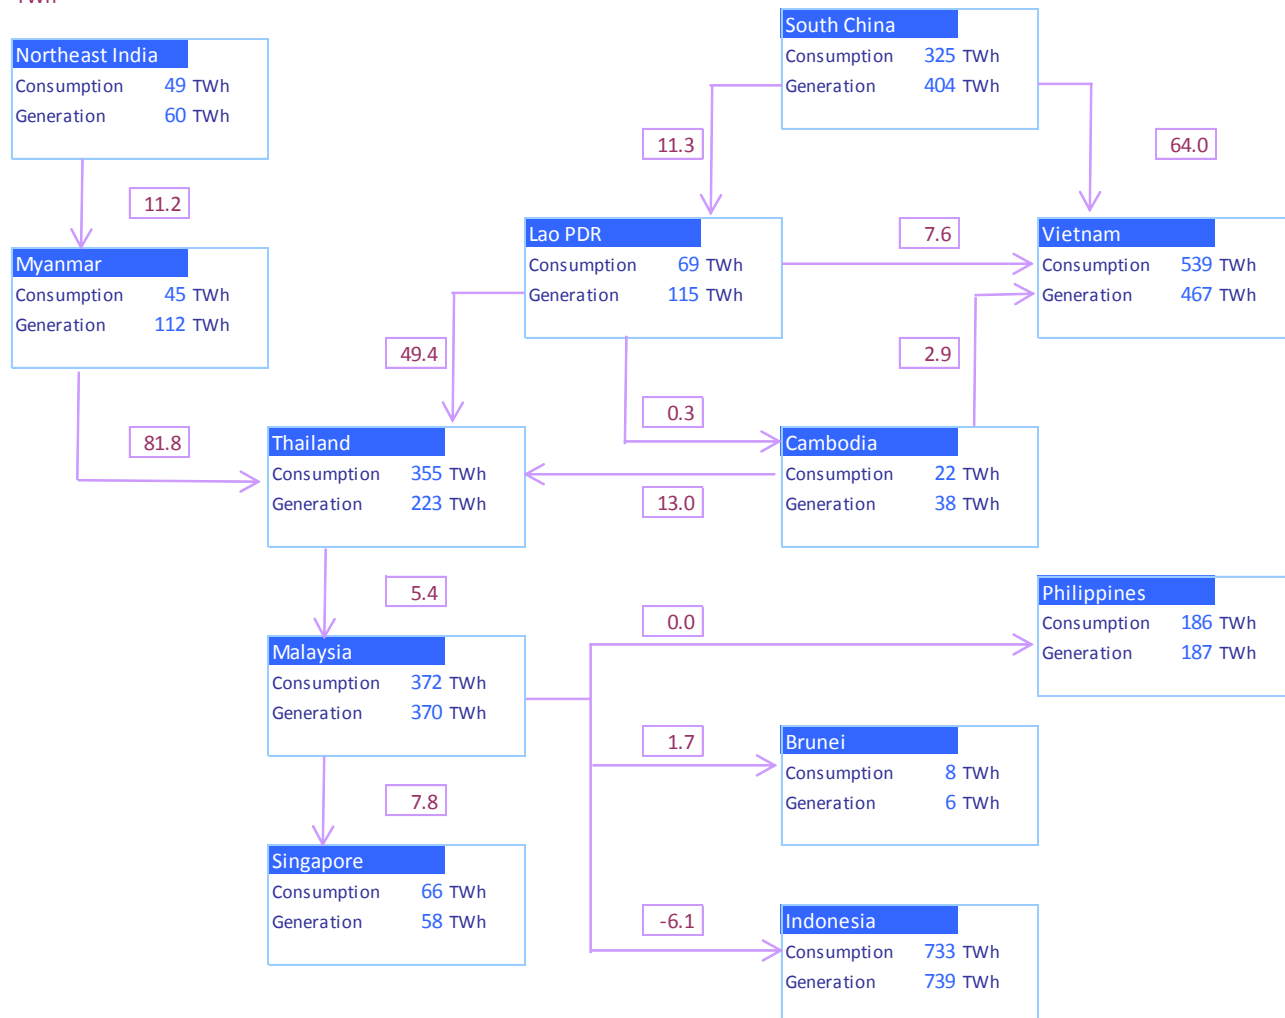 TWh
South China
Consumption 325 TWh
Generation 404 TWh
Northeast India
Consumption 49 TWh
Generation 60 TWh
11.3
64.0
11.2
Lao PDR
Consumption 69 TWh
Generation 115 TWh
7.6
Vietnam
Consumption 539 TWh
Generation 467 TWh
Myanmar
Consumption 45 TWh
Generation 112 TWh
49.4
2.9
0.3
81.8
Thailand
Consumption 355 TWh
Generation 223 TWh
Cambodia
Consumption 22 TWh
Generation 38 TWh
13.0
5.4
0.0
Philippines
Consumption 186 TWh
Generation 187 TWh
Malaysia
Consumption 372 TWh
Generation 370 TWh
1.7
Brunei
Consumption 8 TWh
Generation 6 TWh
7.8
Singapore
Consumption 66 TWh
Generation 58 TWh
-6.1
Indonesia
Consumption 733 TWh
Generation 739 TWh